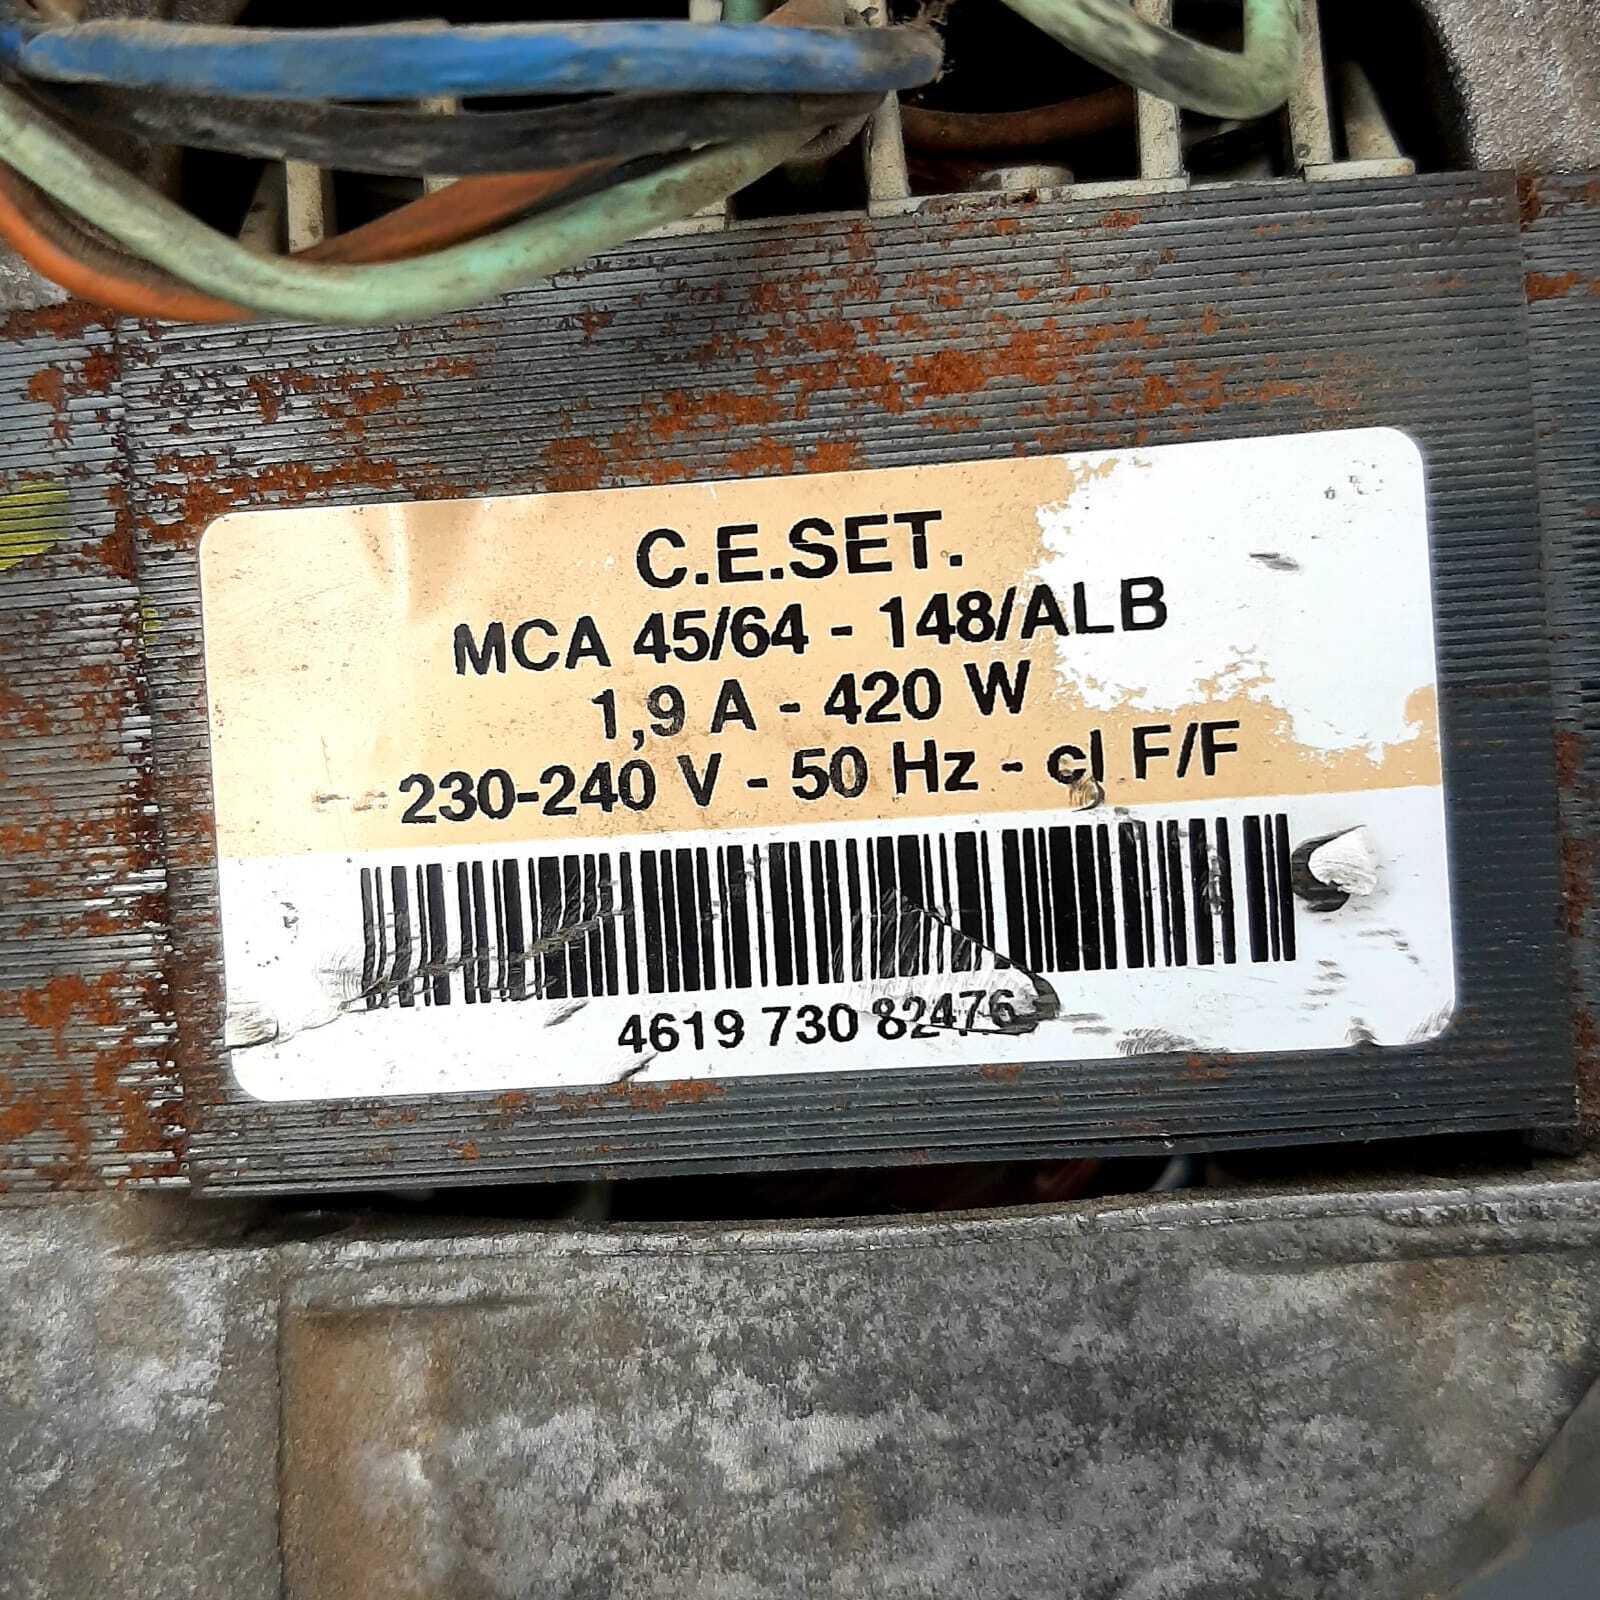 C.E.SET.
MCA 45/64 - 148/ALB
1,9 A - 420 W
230-240 V - 50 Hz - cl F/F
4619 730 82476